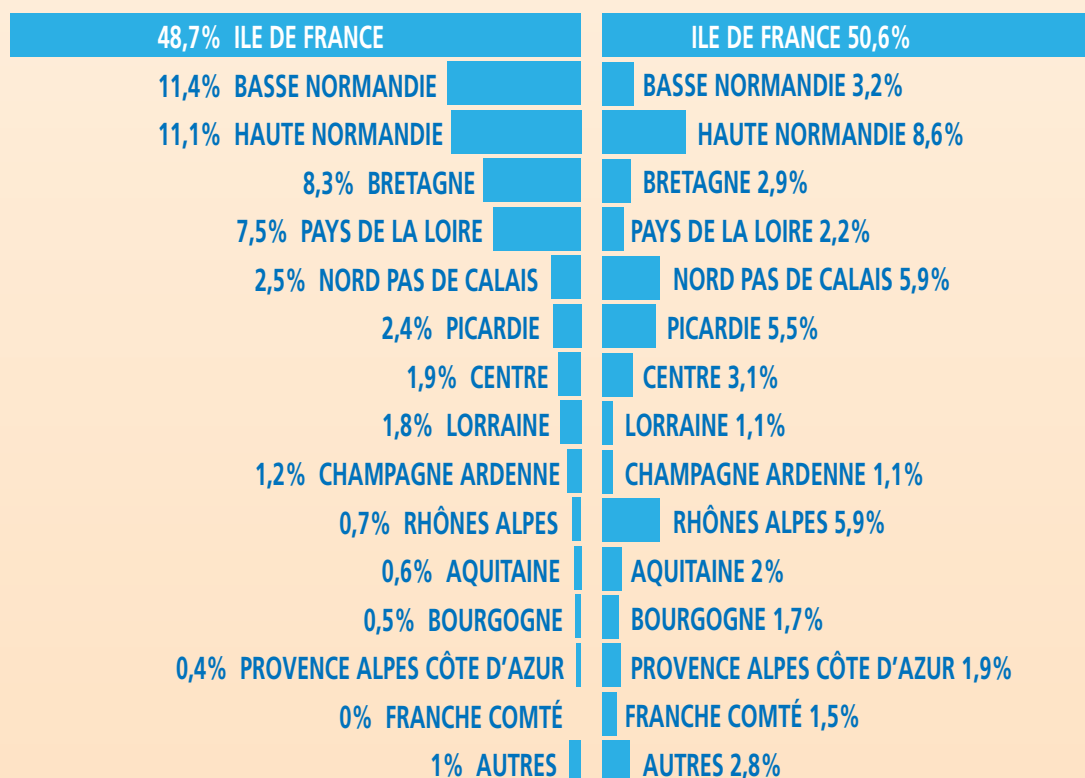 48,7% ILE DE FRANCE ILE DE FRANCE 50,6%
11,4% BASSE NORMANDIE BASSE NORMANDIE 3,2%
11,1% HAUTE NORMANDIE HAUTE NORMANDIE 8,6%
8,3% BRETAGNE BRETAGNE 2,9%
7,5% PAYS DE LA LOIRE PAYS DE LA LOIRE 2,2%
2,5% NORD PAS DE CALAIS NORD PAS DE CALAIS 5,9%
2,4% PICARDIE PICARDIE 5,5%
1,9% CENTRE CENTRE 3,1%
1,8% LORRAINE LORRAINE 1,1%
1,2% CHAMPAGNE ARDENNE CHAMPAGNE ARDENNE 1,1%
0,7% RHÔNES ALPES RHÔNES ALPES 5,9%
0,6% AQUITAINE AQUITAINE 2%
0,5% BOURGOGNE BOURGOGNE 1,7%
0,4% PROVENCE ALPES CÔTE D’AZUR PROVENCE ALPES CÔTE D’AZUR 1,9%
0% FRANCHE COMTÉ FRANCHE COMTÉ 1,5%
1% AUTRES AUTRES 2,8%